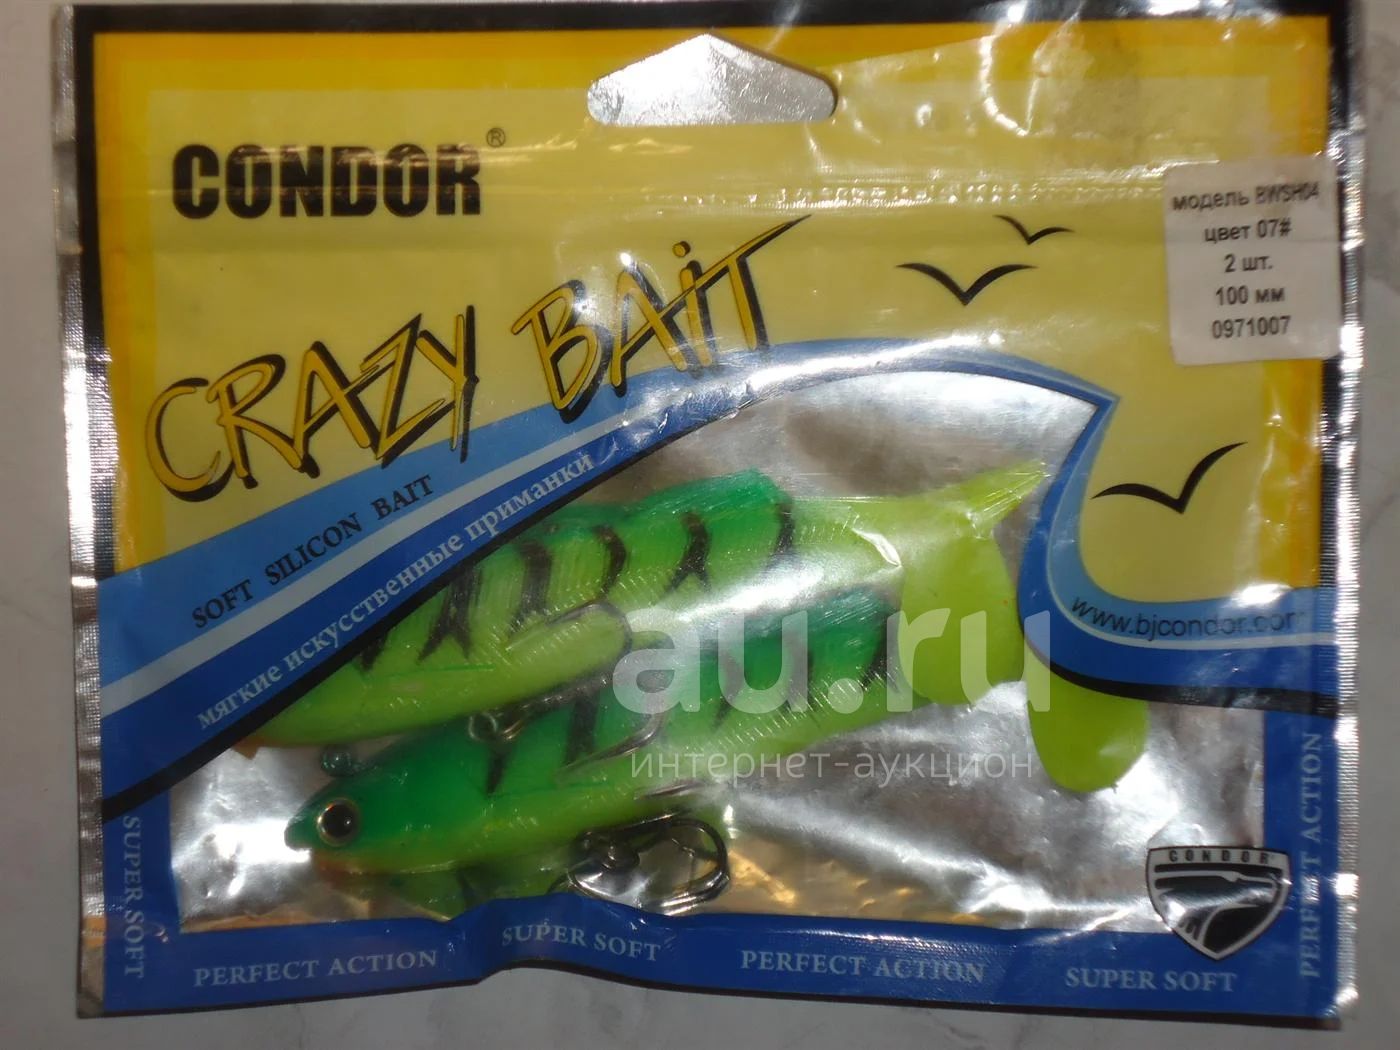 CONDOR®
CRAZY BAiT
SOFT SILICON BAIT
мягкие искусственные приманки
модель BWSH04
цвет 07#
2 шт.
100 мм
0971007
www.bjcondor.com
au.ru
интернет-аукцион
CONDOR
SUPER SOFT
PERFECT ACTION
SUPER SOFT
PERFECT ACTION
SUPER SOFT
PERFECT ACTION